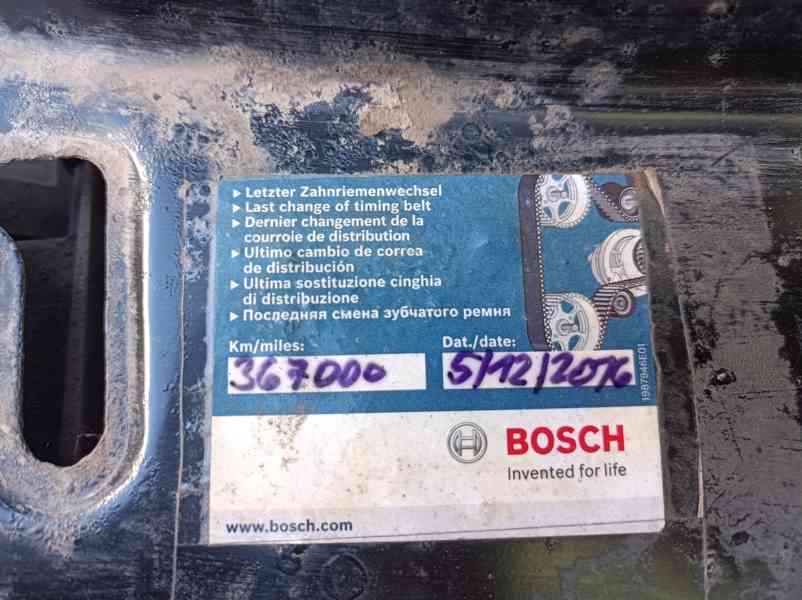 ▸ Letzter Zahnriemenwechsel
▸ Last change of timing belt
▸ Dernier changement de la
courroie de distribution
▸ Ultimo cambio de correa
de distribución
▸ Ultima sostituzione cinghia
di distribuzione
▸ Последняя смена зубчатого ремня
Km/miles: Dat./date:
367000 5/12/2016
1987946E01
BOSCH
Invented for life
www.bosch.com